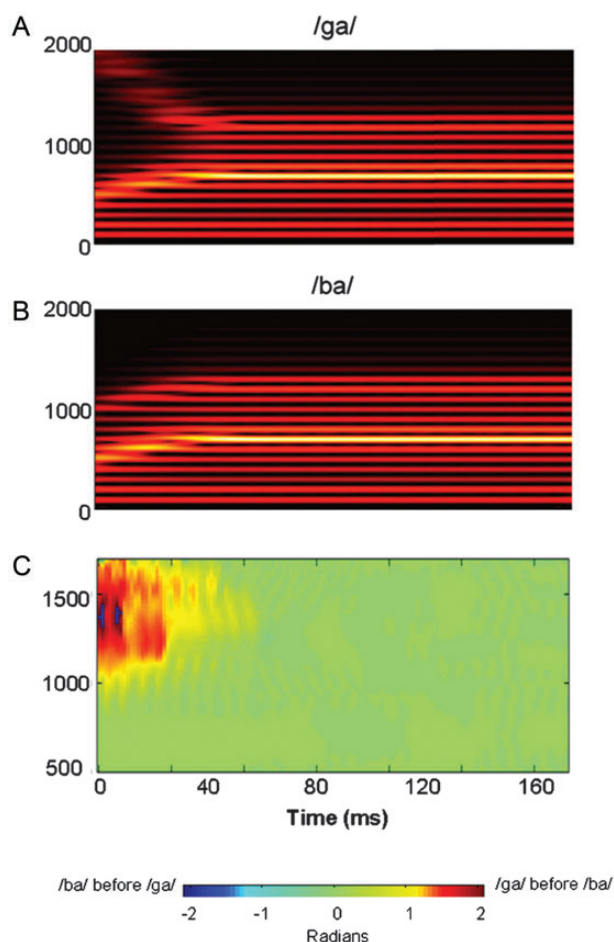 A
/ga/
2000
1000
0
/ba/
B
2000
1000
0
C
1500
1000
500
0 40 80 120 160
Time (ms)
/ba/ before /ga/ /ga/ before /ba/
-2 -1 0 1 2
Radians